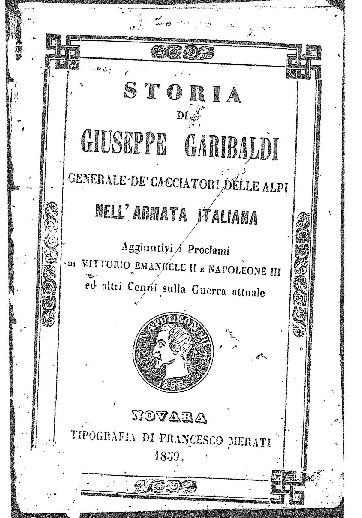 STORIA
DI
GIUSEPPE GARIBALDI
GENERALE DE' CACCIATORI DELLE ALPI
NELL'ARMATA ITALIANA
Aggiuntivi i Proclami
DI VITTORIO EMANUELE II E NAPOLEONE III
ed altri Cenni sulla Guerra attuale
NOVARA
TIPOGRAFIA DI FRANCESCO MERATI
1859.